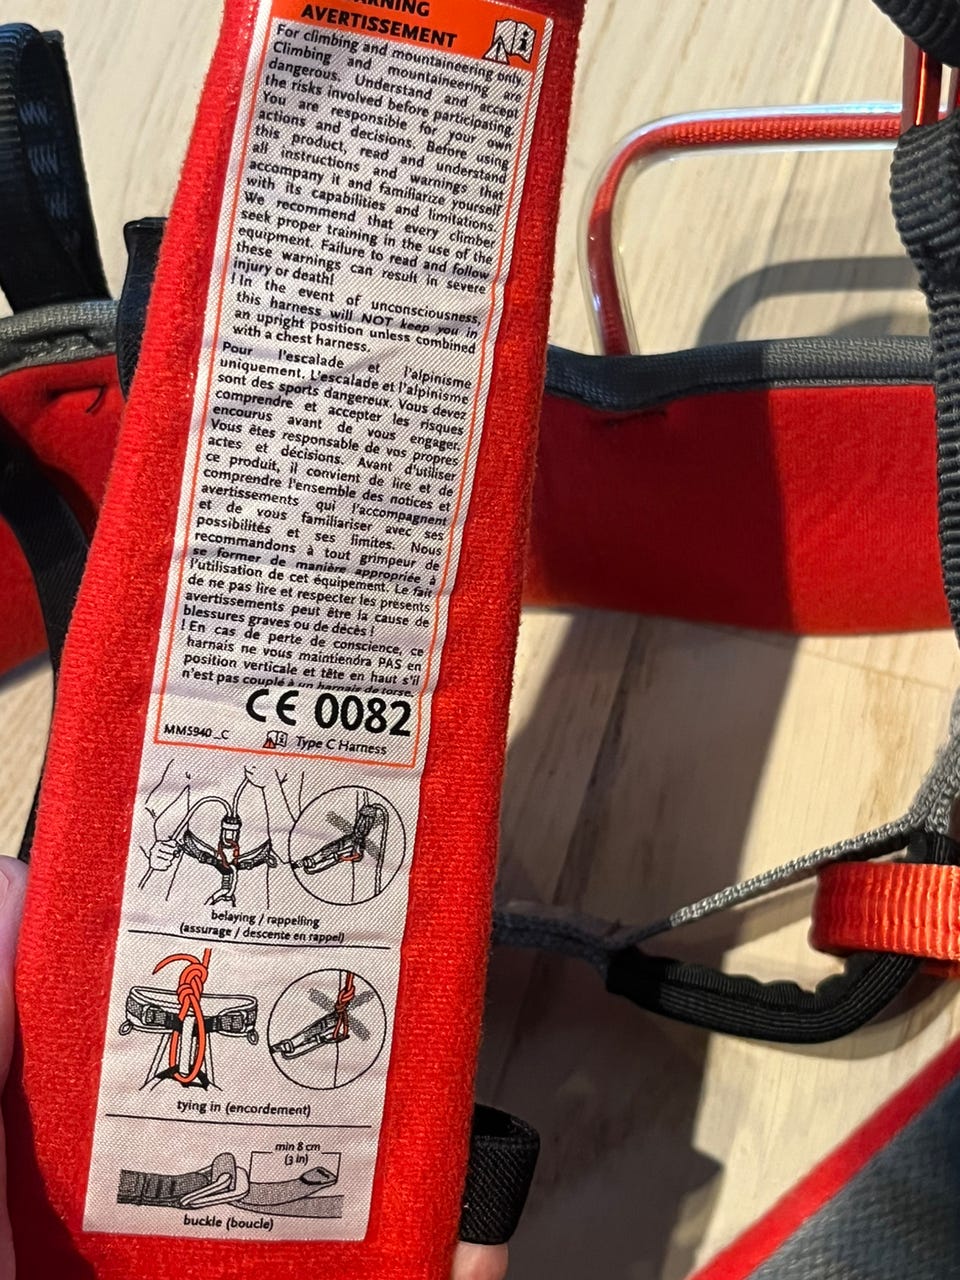 WARNING
AVERTISSEMENT
For climbing and mountaineering only.
Climbing and mountaineering are
dangerous. Understand and accept
the risks involved before participating.
You are responsible for your own
actions and decisions. Before using
this product, read and understand
all instructions and warnings that
accompany it and familiarize yourself
with its capabilities and limitations.
We recommend that every climber
seek proper training in the use of the
equipment. Failure to read and follow
these warnings can result in severe
injury or death!
! In the event of unconsciousness,
this harness will NOT keep you in
an upright position unless combined
with a chest harness.
Pour l'escalade et l'alpinisme
uniquement. L'escalade et l'alpinisme
sont des sports dangereux. Vous devez
comprendre et accepter les risques
encourus avant de vous engager.
Vous êtes responsable de vos propres
actes et décisions. Avant d'utiliser
ce produit, il convient de lire et de
comprendre l'ensemble des notices et
avertissements qui l'accompagnent
et de vous familiariser avec ses
possibilités et ses limites. Nous
recommandons à tout grimpeur de
se former de manière appropriée à
l'utilisation de cet équipement. Le fait
de ne pas lire et respecter les présents
avertissements peut être la cause de
blessures graves ou de décès !
! En cas de perte de conscience, ce
harnais ne vous maintiendra PAS en
position verticale et tête en haut s'il
n'est pas couplé à un harnais de torse.
CE 0082
MM5940_C Type C Harness
belaying / rappelling
(assurage / descente en rappel)
tying in (encordement)
min 8 cm
(3 in)
buckle (boucle)